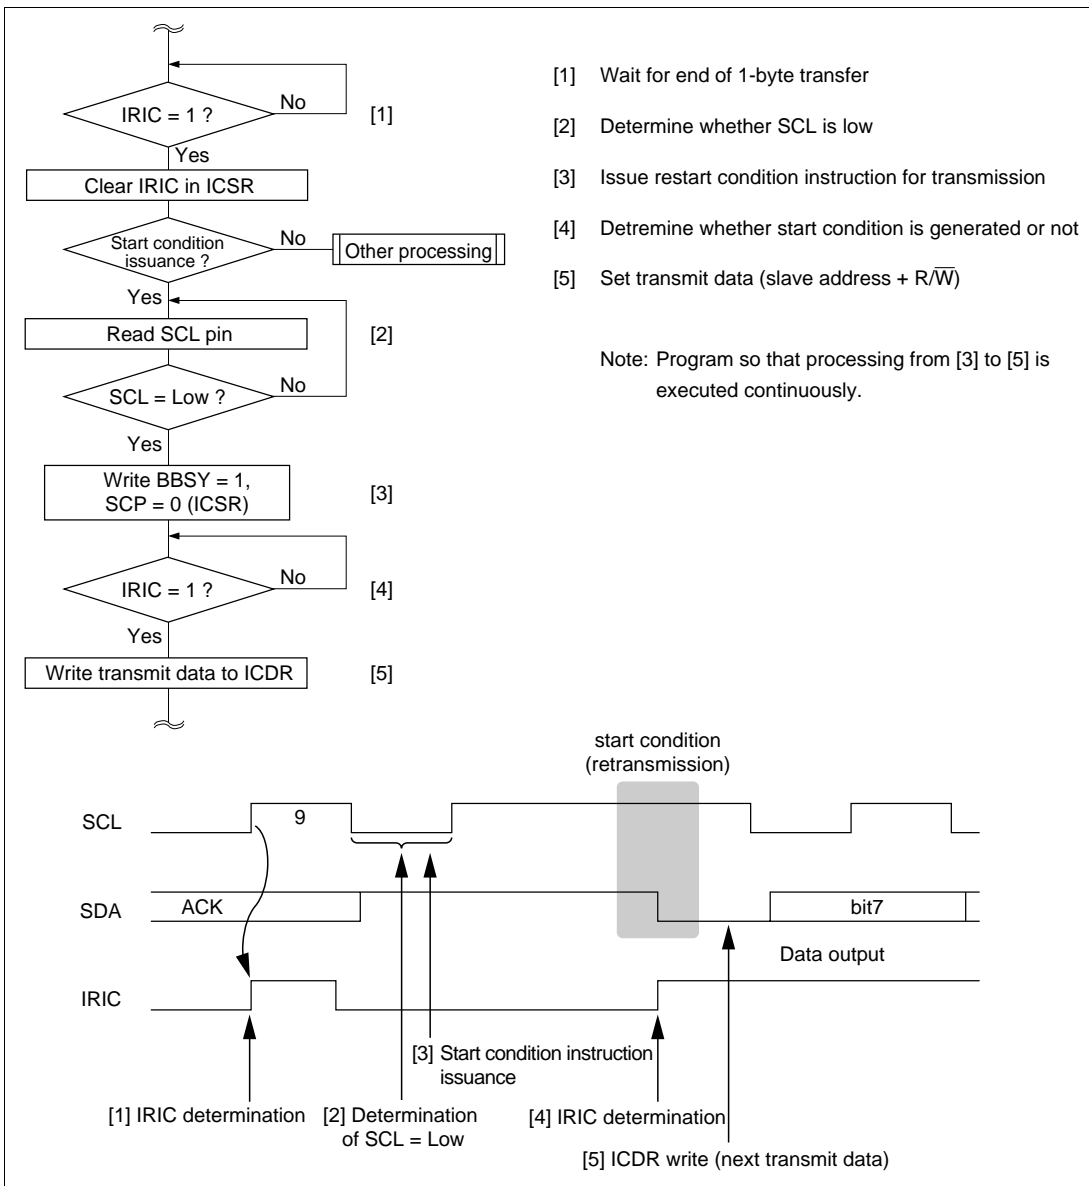 IRIC = 1 ?
No
[1]
Yes
Clear IRIC in ICSR
Start condition
issuance ?
No
Other processing
Yes
Read SCL pin
[2]
SCL = Low ?
No
Yes
Write BBSY = 1,
SCP = 0 (ICSR)
[3]
IRIC = 1 ?
No
[4]
Yes
Write transmit data to ICDR
[5]
[1] Wait for end of 1-byte transfer
[2] Determine whether SCL is low
[3] Issue restart condition instruction for transmission
[4] Detremine whether start condition is generated or not
[5] Set transmit data (slave address + R/W̅)
Note: Program so that processing from [3] to [5] is
executed continuously.
start condition
(retransmission)
SCL
9
SDA
ACK
bit7
Data output
IRIC
[3] Start condition instruction
issuance
[1] IRIC determination
[2] Determination
of SCL = Low
[4] IRIC determination
[5] ICDR write (next transmit data)